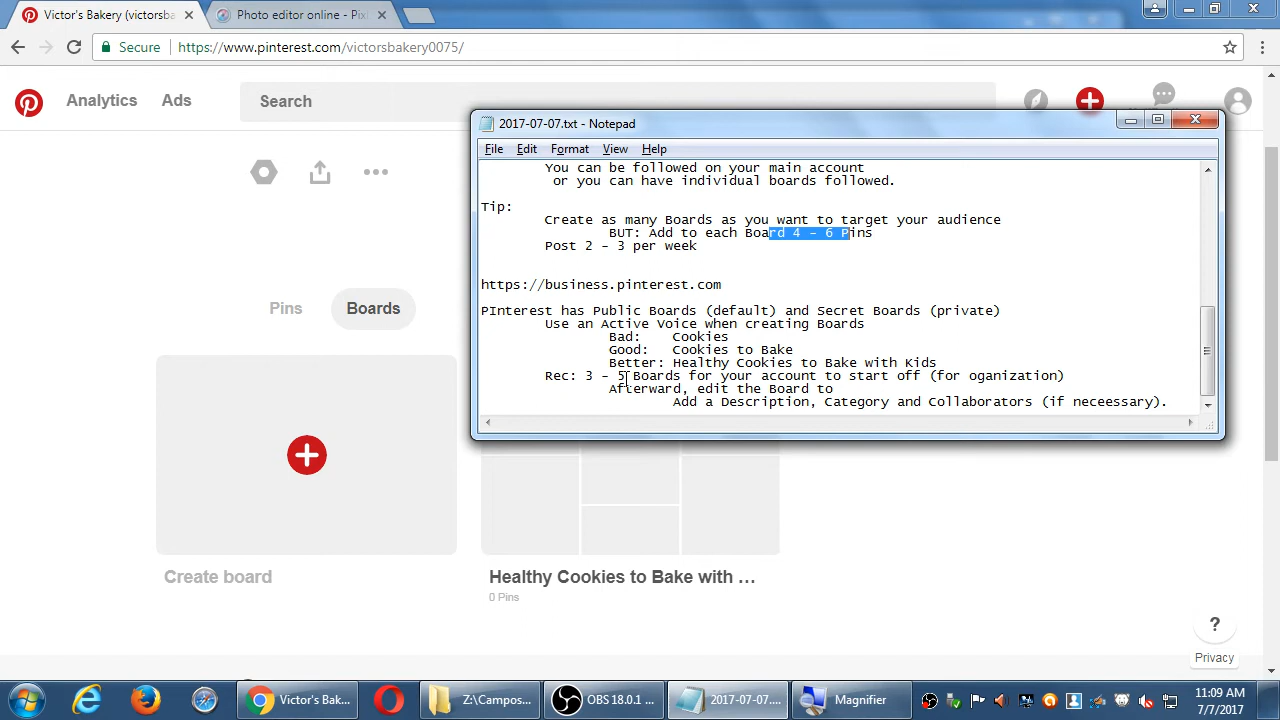 Victor's Bakery (victorsba
Photo editor online - Pixl
Secure
https://www.pinterest.com/victorsbakery0075/
Analytics
Ads
Search
2017-07-07.txt - Notepad
File Edit Format View Help
You can be followed on your main account
or you can have individual boards followed.
Tip:
Create as many Boards as you want to target your audience
BUT: Add to each Board 4 - 6 Pins
Post 2 - 3 per week
https://business.pinterest.com
PInterest has Public Boards (default) and Secret Boards (private)
Use an Active Voice when creating Boards
Bad: Cookies
Good: Cookies to Bake
Better: Healthy Cookies to Bake with Kids
Rec: 3 - 5 Boards for your account to start off (for oganization)
Afterward, edit the Board to
Add a Description, Category and Collaborators (if neceessary).
Pins
Boards
Create board
Healthy Cookies to Bake with ...
0 Pins
?
Privacy
Victor's Bak...
Z:\Campos...
OBS 18.0.1 ...
2017-07-07....
Magnifier
11:09 AM
7/7/2017